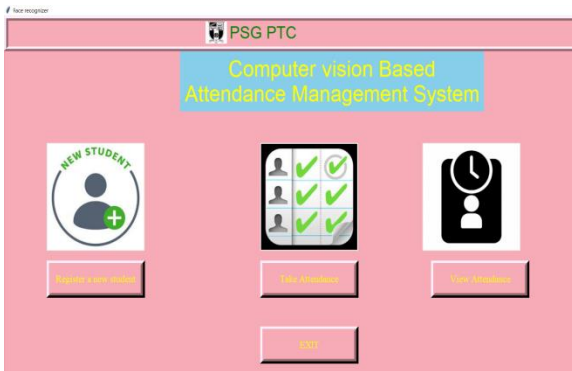 Face recognizer
PSG PTC
Computer vision Based
Attendance Management System
NEW STUDENT
Register a new student
Take Attendance
View Attendance
EXIT